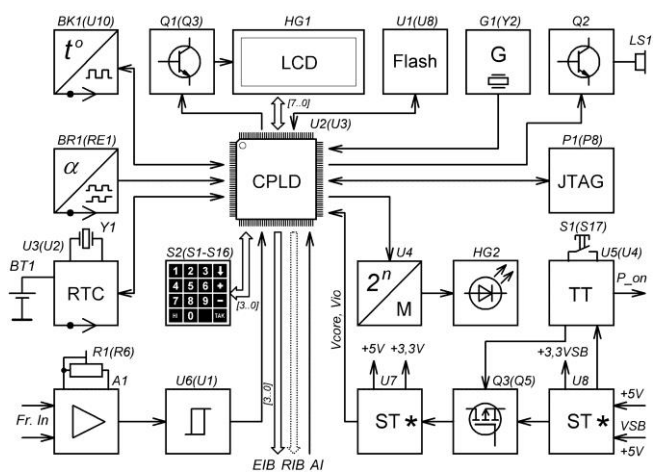 BK1(U10)
Q1(Q3)
HG1
U1(U8)
G1(Y2)
Q2
LS1
t°
LCD
Flash
G
[7..0]
U2(U3)
BR1(RE1)
P1(P8)
α
CPLD
JTAG
U3(U2)
Y1
S2(S1-S16)
U4
HG2
S1(S17)
U5(U4)
BT1
RTC
1 2 3
4 5 6 +
7 8 9 −
0 TAK
[3..0]
2ⁿ
M
TT
P_on
Vcore, Vio
R1(R6)
A1
U6(U1)
+5V +3,3V
+3,3VSB
U7
Q3(Q5)
U8
Fr. In
[3..0]
ST*
ST*
+5V
VSB
+5V
EIB RIB AI